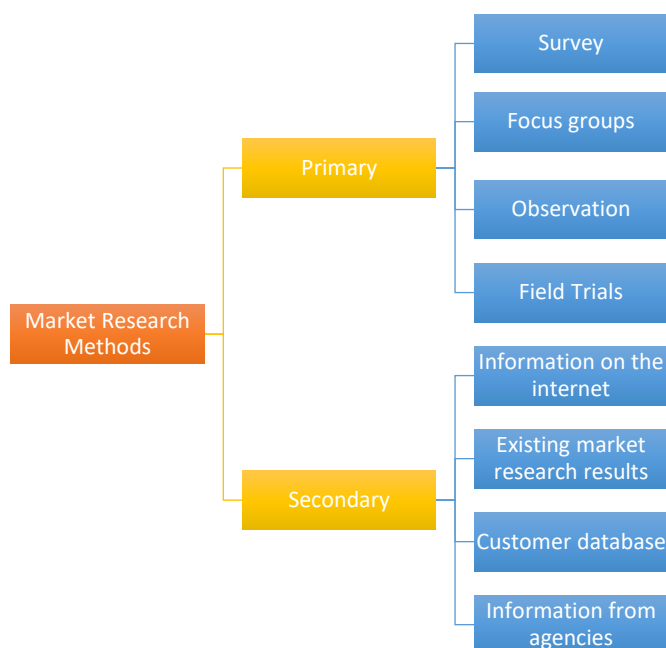 Market Research
Methods
Primary
Survey
Focus groups
Observation
Field Trials
Secondary
Information on the
internet
Existing market
research results
Customer database
Information from
agencies